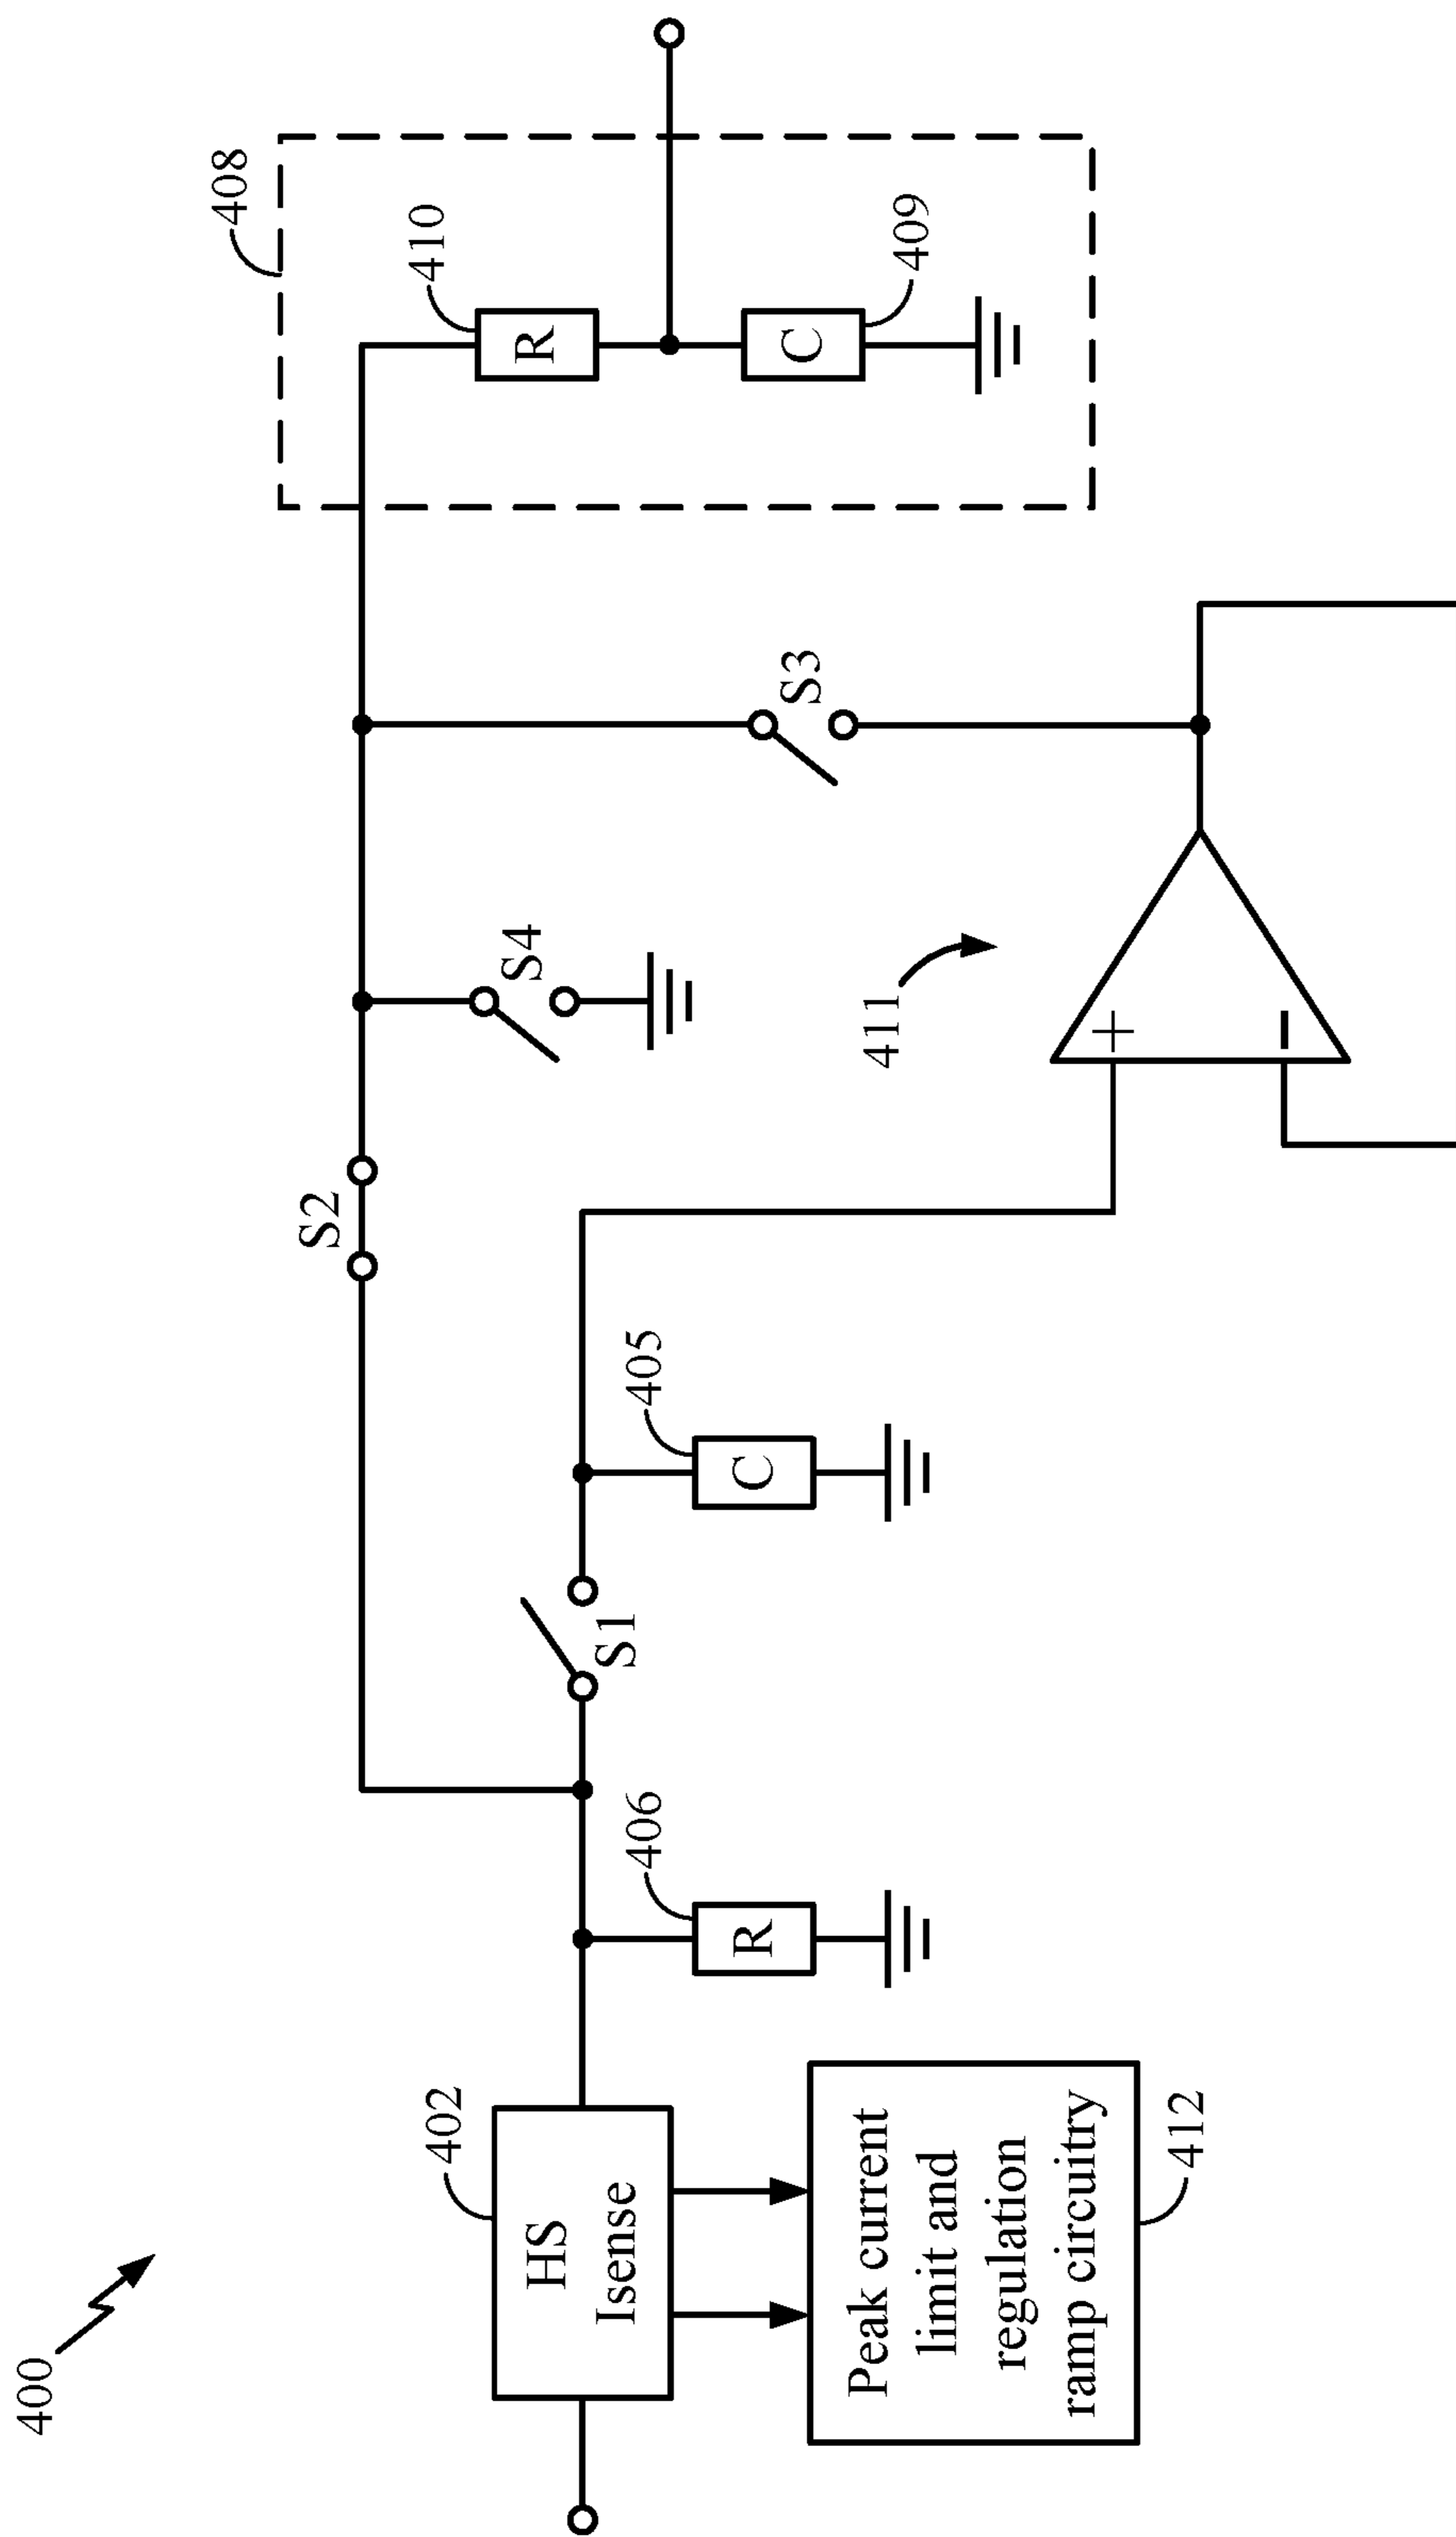 400
402
HS
Isense
Peak current
limit and
regulation
ramp circuitry
412
406
R
S1
405
C
S2
S4
411
+
−
S3
408
410
R
409
C